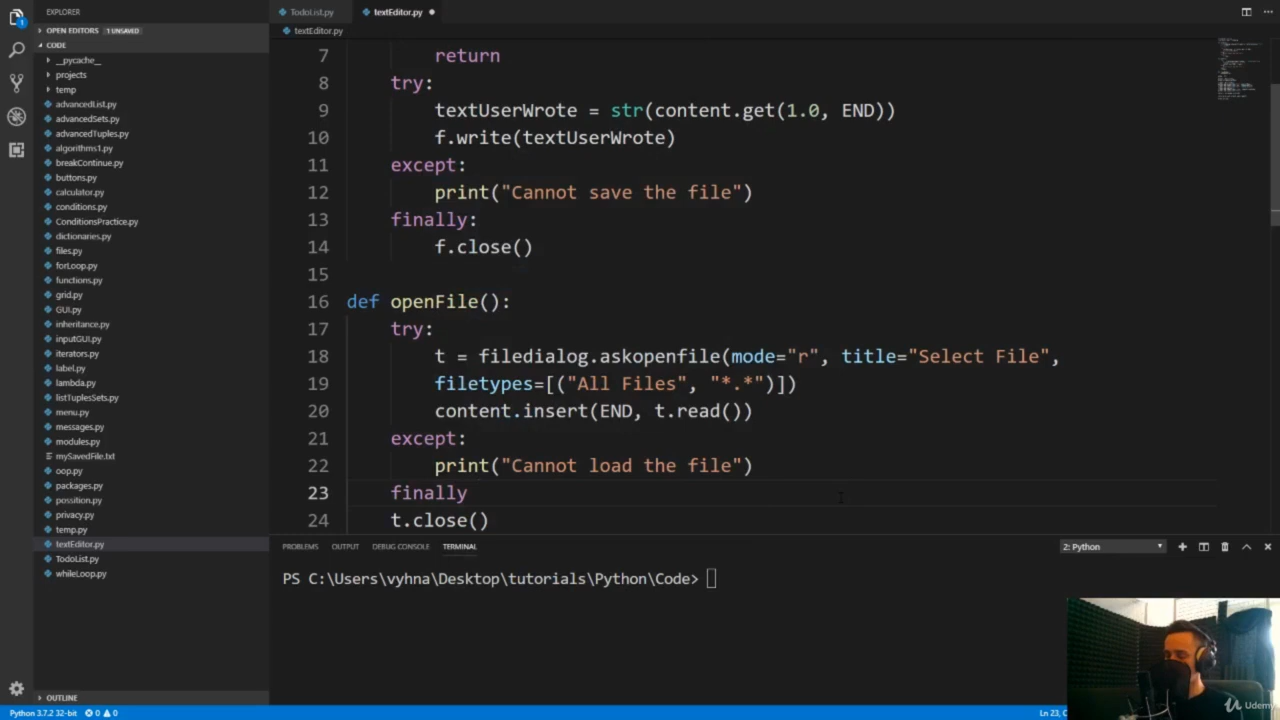 EXPLORER
TodoList.py
textEditor.py
OPEN EDITORS 1 UNSAVED
textEditor.py
CODE
__pycache__
projects
temp
advancedList.py
advancedSets.py
advancedTuples.py
algorithms1.py
breakContinue.py
buttons.py
calculator.py
conditions.py
ConditionsPractice.py
dictionaries.py
files.py
forLoop.py
functions.py
grid.py
GUI.py
inheritance.py
inputGUI.py
iterators.py
label.py
lambda.py
listTuplesSets.py
menu.py
messages.py
modules.py
mySavedFile.txt
oop.py
packages.py
possition.py
privacy.py
temp.py
textEditor.py
TodoList.py
whileLoop.py
OUTLINE
7 return
8 try:
9 textUserWrote = str(content.get(1.0, END))
10 f.write(textUserWrote)
11 except:
12 print("Cannot save the file")
13 finally:
14 f.close()
15
16 def openFile():
17 try:
18 t = filedialog.askopenfile(mode="r", title="Select File",
19 filetypes=[("All Files", "*.*")])
20 content.insert(END, t.read())
21 except:
22 print("Cannot load the file")
23 finally
24 t.close()
PROBLEMS OUTPUT DEBUG CONSOLE TERMINAL
2: Python
PS C:\Users\vyhna\Desktop\tutorials\Python\Code>
Python 3.7.2 32-bit 0 0
Ln 23,
Udemy